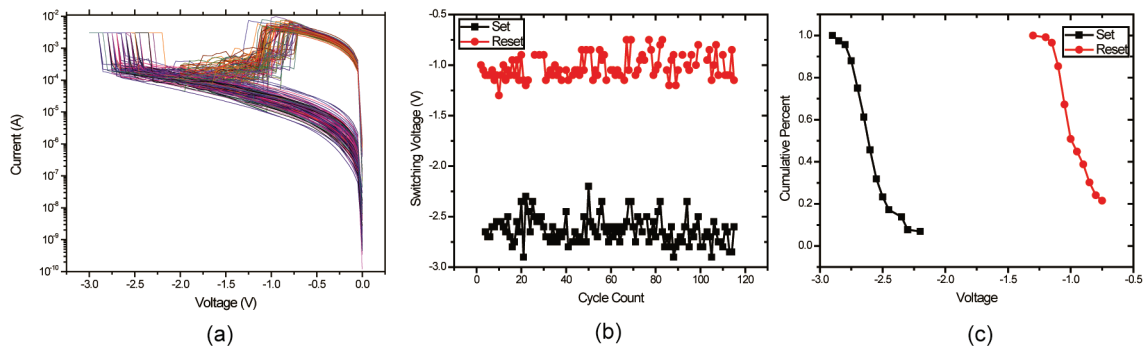 10⁻²
10⁻³
10⁻⁴
10⁻⁵
10⁻⁶
10⁻⁷
10⁻⁸
10⁻⁹
10⁻¹⁰
Current (A)
-3.0 -2.5 -2.0 -1.5 -1.0 -0.5 0.0
Voltage (V)
(a)
-0.5
-1.0
-1.5
-2.0
-2.5
-3.0
Switching Voltage (V)
Set
Reset
0 20 40 60 80 100 120
Cycle Count
(b)
1.0
0.8
0.6
0.4
0.2
0.0
Cumulative Percent
Set
Reset
-3.0 -2.5 -2.0 -1.5 -1.0 -0.5
Voltage
(c)